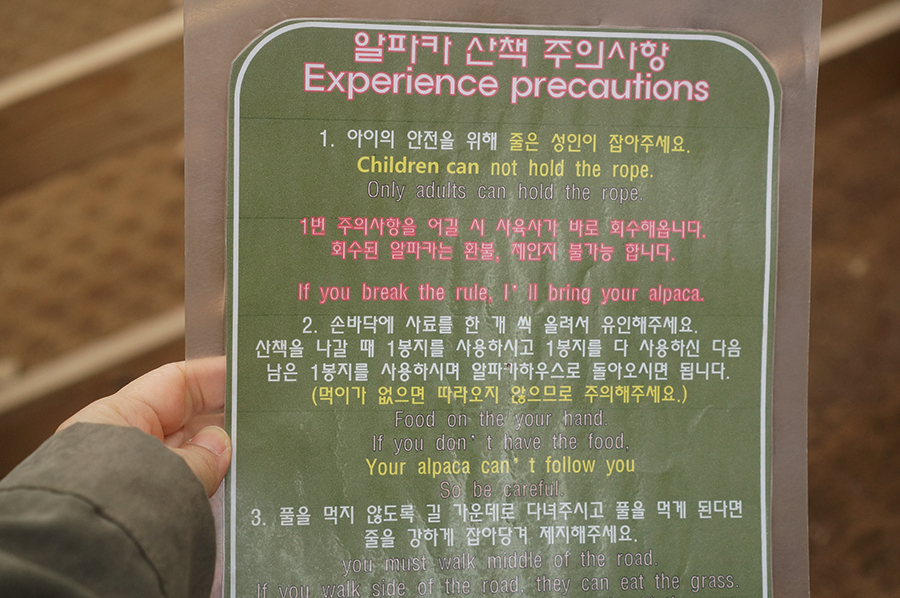 알파카 산책 주의사항
Experience precautions
1. 아이의 안전을 위해 줄은 성인이 잡아주세요.
Children can not hold the rope.
Only adults can hold the rope.
1번 주의사항을 어길 시 사육사가 바로 회수해옵니다.
회수된 알파카는 환불, 체인지 불가능 합니다.
If you break the rule, I'll bring your alpaca.
2. 손바닥에 사료를 한 개 씩 올려서 유인해주세요.
산책을 나갈 때 1봉지를 사용하시고 1봉지를 다 사용하신 다음
남은 1봉지를 사용하시며 알파카하우스로 돌아오시면 됩니다.
(먹이가 없으면 따라오지 않으므로 주의해주세요.)
Food on the your hand.
If you don't have the food,
Your alpaca can't follow you
So be careful.
3. 풀을 먹지 않도록 길 가운데로 다녀주시고 풀을 먹게 된다면
줄을 강하게 잡아당겨 제지해주세요.
you must walk middle of the road.
If you walk side of the road, they can eat the grass.